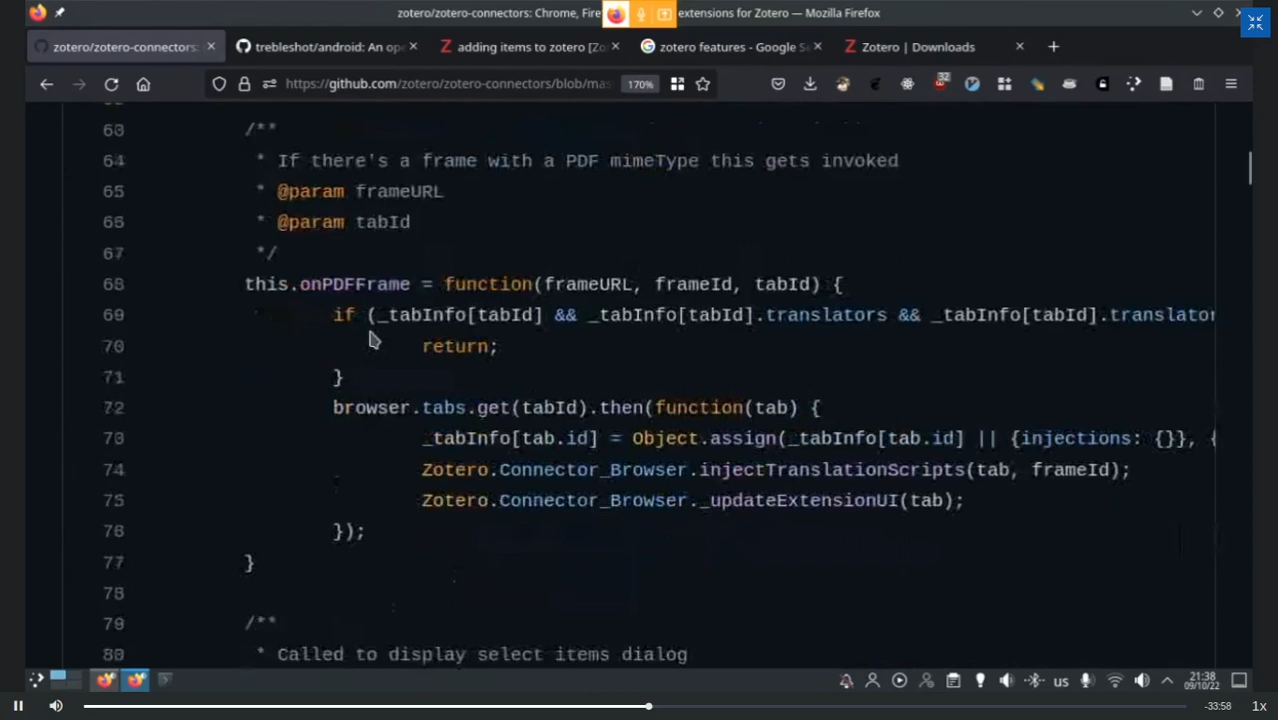 zotero/zotero-connectors: Chrome, Fire extensions for Zotero — Mozilla Firefox
zotero/zotero-connectors: trebleshot/android: An op adding items to zotero [Zo zotero features - Google Se Zotero | Downloads
https://github.com/zotero/zotero-connectors/blob/mas 170% 32
63 /**
64 * If there's a frame with a PDF mimeType this gets invoked
65 * @param frameURL
66 * @param tabId
67 */
68 this.onPDFFrame = function(frameURL, frameId, tabId) {
69 if (_tabInfo[tabId] && _tabInfo[tabId].translators && _tabInfo[tabId].translator
70 return;
71 }
72 browser.tabs.get(tabId).then(function(tab) {
73 _tabInfo[tab.id] = Object.assign(_tabInfo[tab.id] || {injections: {}}, {
74 Zotero.Connector_Browser.injectTranslationScripts(tab, frameId);
75 Zotero.Connector_Browser._updateExtensionUI(tab);
76 });
77 }
78
79 /**
80 * Called to display select items dialog
us 21:38
09/10/22
-33:58 1x